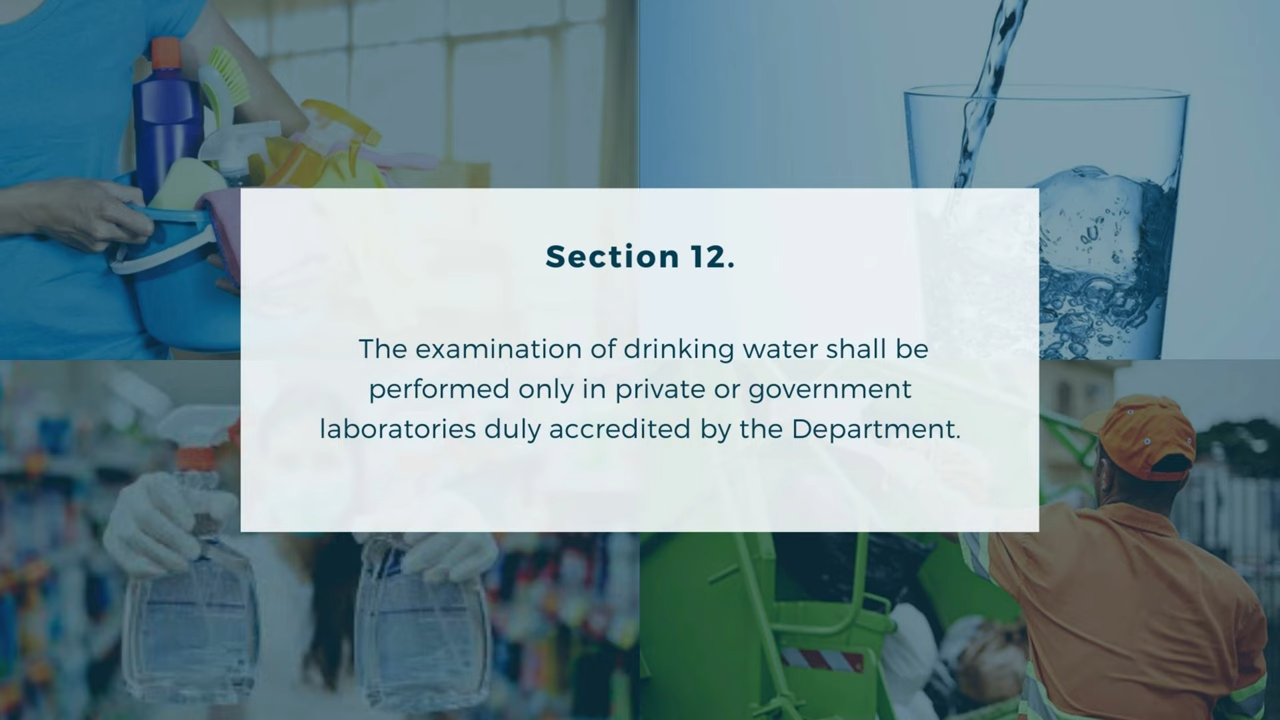 Section 12.
The examination of drinking water shall be
performed only in private or government
laboratories duly accredited by the Department.